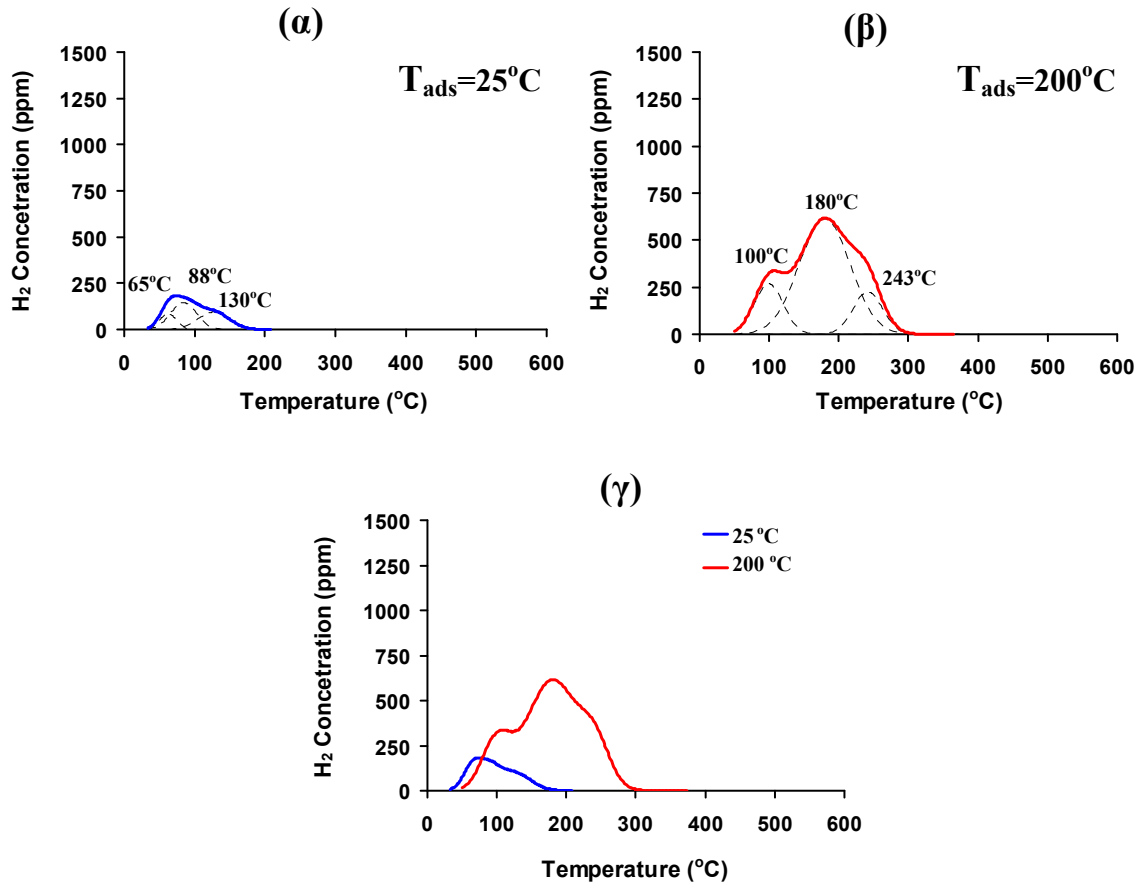 (α)
T_ads=25°C
H₂ Concetration (ppm)
1500
1250
1000
750
500
250
0
65°C
88°C
130°C
0 100 200 300 400 500 600
Temperature (°C)
(β)
T_ads=200°C
H₂ Concetration (ppm)
1500
1250
1000
750
500
250
0
100°C
180°C
243°C
0 100 200 300 400 500 600
Temperature (°C)
(γ)
25 °C
200 °C
H₂ Concetration (ppm)
1500
1250
1000
750
500
250
0
0 100 200 300 400 500 600
Temperature (°C)